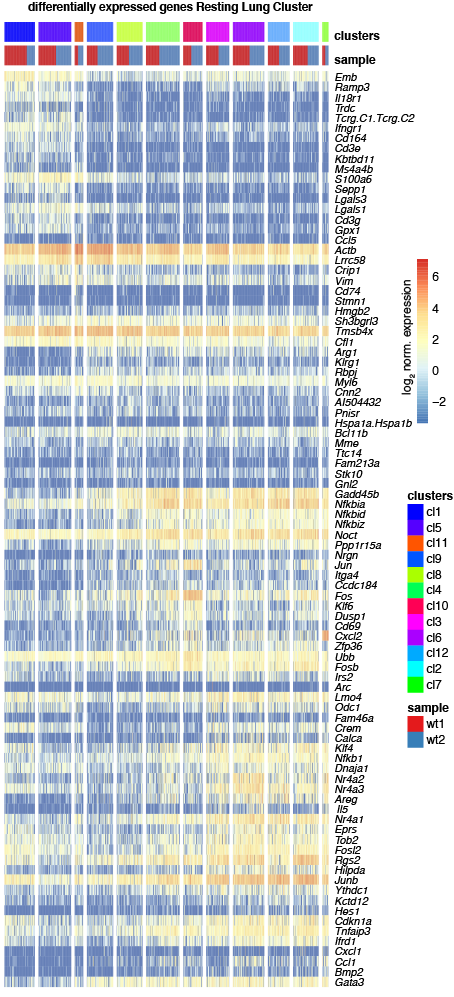 differentially expressed genes Resting Lung Cluster
clusters
sample
Emb
Ramp3
Il18r1
Trdc
Tcrg.C1.Tcrg.C2
Ifngr1
Cd164
Cd3e
Kbtbd11
Ms4a4b
S100a6
Sepp1
Lgals3
Lgals1
Cd3g
Gpx1
Ccl5
Actb
Lrrc58
Crip1
Vim
Cd74
Stmn1
Hmgb2
Sh3bgrl3
Tmsb4x
Cfl1
Arg1
Klrg1
Rbpj
Myl6
Cnn2
AI504432
Pnisr
Hspa1a.Hspa1b
Bcl11b
Mme
Ttc14
Fam213a
Stk10
Gnl2
Gadd45b
Nfkbia
Nfkbid
Nfkbiz
Noct
Ppp1r15a
Nrgn
Jun
Itga4
Ccdc184
Fos
Klf6
Dusp1
Cd69
Cxcl2
Zfp36
Ubb
Fosb
Irs2
Arc
Lmo4
Odc1
Fam46a
Crem
Calca
Klf4
Nfkb1
Dnaja1
Nr4a2
Nr4a3
Areg
Il5
Nr4a1
Eprs
Tob2
Fosl2
Rgs2
Hilpda
Junb
Ythdc1
Kctd12
Hes1
Cdkn1a
Tnfaip3
Ifrd1
Cxcl1
Ccl1
Bmp2
Gata3
6
4
2
0
−2
log2 norm. expression
clusters
cl1
cl5
cl11
cl9
cl8
cl4
cl10
cl3
cl6
cl12
cl2
cl7
sample
wt1
wt2